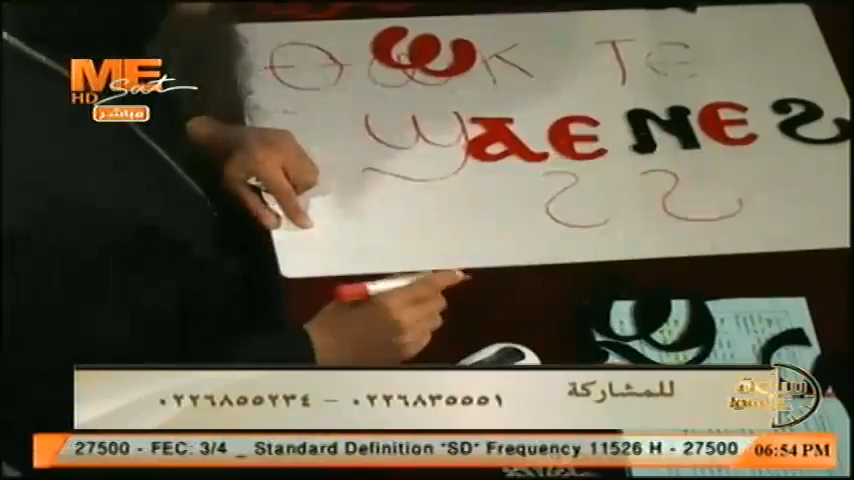 ⲑⲱⲕ ⲧⲉ
ME Sat
HD
مباشر
ϣⲁⲉⲛⲉϩ
ϩ ϩ
للمشاركة ٠٢٢٦٨٣٥٥٥١ - ٠٢٢٦٨٥٥٢٣٤
27500 - FEC: 3/4 _ Standard Definition "SD" Frequency 11526 H - 27500
06:54 PM